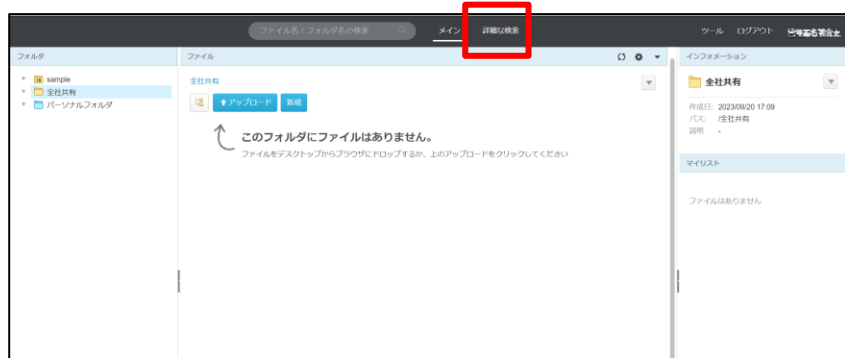 ファイル名 / フォルダ名の検索 メイン 詳細な検索 ツール ログアウト
フォルダ
sample
全社共有
パーソナルフォルダ
ファイル
全社共有
アップロード 新規
このフォルダにファイルはありません。
ファイルをデスクトップからブラウザにドロップするか、上のアップロードをクリックしてください
インフォメーション
全社共有
作成日: 2023/09/20 17:09
パス: /全社共有
説明 -
マイリスト
ファイルはありません